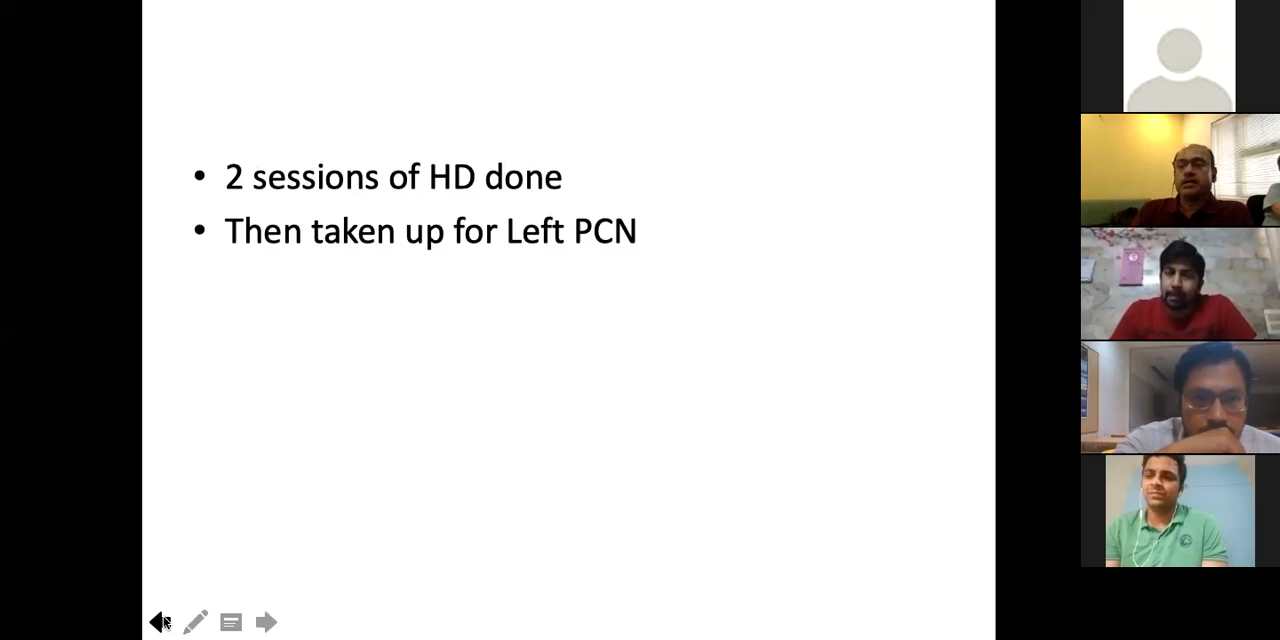 • 2 sessions of HD done
• Then taken up for Left PCN